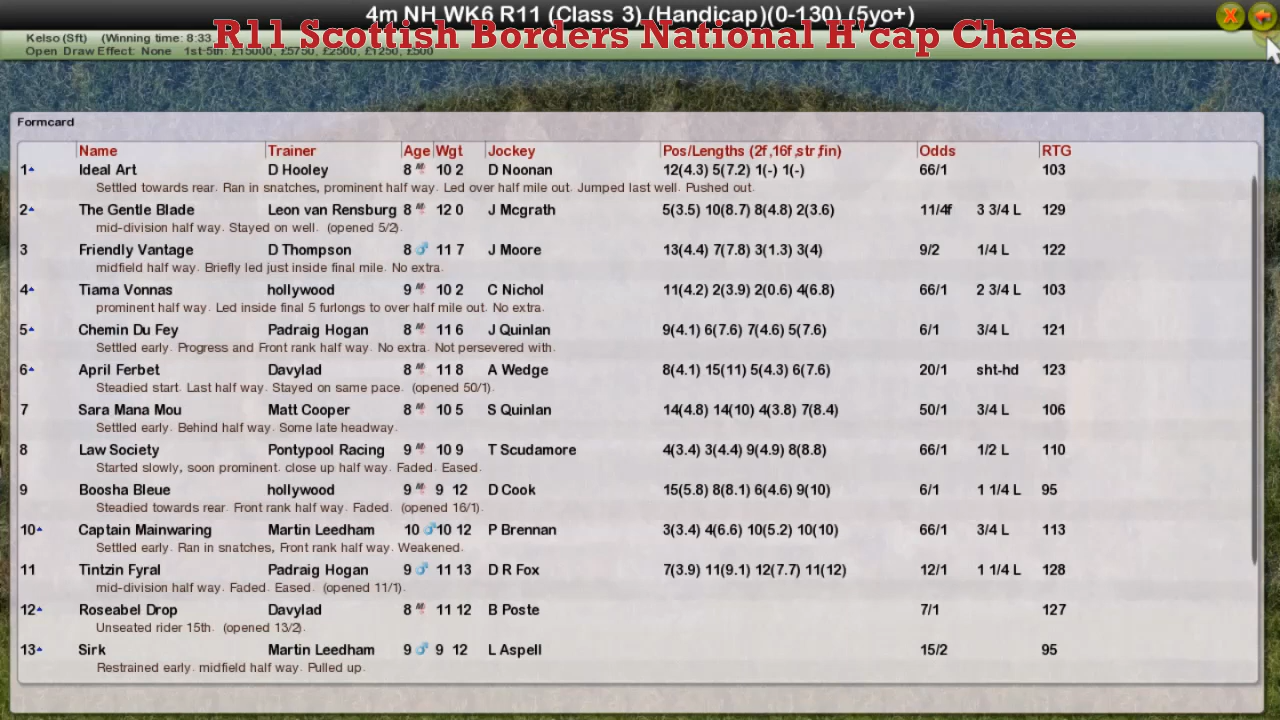 4m NH WK6 R11 (Class 3) (Handicap)(0-130) (5yo+)
R11 Scottish Borders National H'cap Chase
Kelso(Sft) (Winning time: 8:33.
Open Draw Effect: None 1st-5th: £15000, £5750, £2500, £1250, £500
Formcard
Name Trainer Age Wgt Jockey Pos/Lengths (2f,16f,str,fin) Odds RTG
1 Ideal Art D Hooley 8 10 2 D Noonan 12(4.3) 5(7.2) 1(-) 1(-) 66/1 103
Settled towards rear. Ran in snatches, prominent half way. Led over half mile out. Jumped last well. Pushed out.
2 The Gentle Blade Leon van Rensburg 8 12 0 J Mcgrath 5(3.5) 10(8.7) 8(4.8) 2(3.6) 11/4f 3 3/4 L 129
mid-division half way. Stayed on well. (opened 5/2).
3 Friendly Vantage D Thompson 8 11 7 J Moore 13(4.4) 7(7.8) 3(1.3) 3(4) 9/2 1/4 L 122
midfield half way. Briefly led just inside final mile. No extra.
4 Tiama Vonnas hollywood 9 10 2 C Nichol 11(4.2) 2(3.9) 2(0.6) 4(6.8) 66/1 2 3/4 L 103
prominent half way. Led inside final 5 furlongs to over half mile out. No extra.
5 Chemin Du Fey Padraig Hogan 8 11 6 J Quinlan 9(4.1) 6(7.6) 7(4.6) 5(7.6) 6/1 3/4 L 121
Settled early. Progress and Front rank half way. No extra. Not persevered with.
6 April Ferbet Davylad 8 11 8 A Wedge 8(4.1) 15(11) 5(4.3) 6(7.6) 20/1 sht-hd 123
Steadied start. Last half way. Stayed on same pace. (opened 50/1).
7 Sara Mana Mou Matt Cooper 8 10 5 S Quinlan 14(4.8) 14(10) 4(3.8) 7(8.4) 50/1 3/4 L 106
Settled early. Behind half way. Some late headway.
8 Law Society Pontypool Racing 9 10 9 T Scudamore 4(3.4) 3(4.4) 9(4.9) 8(8.8) 66/1 1/2 L 110
Started slowly, soon prominent. close up half way. Faded. Eased.
9 Boosha Bleue hollywood 9 9 12 D Cook 15(5.8) 8(8.1) 6(4.6) 9(10) 6/1 1 1/4 L 95
Steadied towards rear. Front rank half way. Faded. (opened 16/1).
10 Captain Mainwaring Martin Leedham 10 10 12 P Brennan 3(3.4) 4(6.6) 10(5.2) 10(10) 66/1 3/4 L 113
Settled early. Ran in snatches, Front rank half way. Weakened.
11 Tintzin Fyral Padraig Hogan 9 11 13 D R Fox 7(3.9) 11(9.1) 12(7.7) 11(12) 12/1 1 1/4 L 128
mid-division half way. Faded. Eased. (opened 11/1).
12 Roseabel Drop Davylad 8 11 12 B Poste 7/1 127
Unseated rider 15th. (opened 13/2).
13 Sirk Martin Leedham 9 9 12 L Aspell 15/2 95
Restrained early. midfield half way. Pulled up.